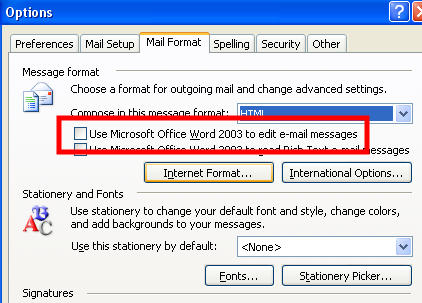 Options
Preferences Mail Setup Mail Format Spelling Security Other
Message format
Choose a format for outgoing mail and change advanced settings.
Compose in this message format: HTML
Use Microsoft Office Word 2003 to edit e-mail messages
Use Microsoft Office Word 2003 to read Rich Text e-mail messages
Internet Format... International Options...
Stationery and Fonts
Use stationery to change your default font and style, change colors,
and add backgrounds to your messages.
Use this stationery by default: <None>
Fonts... Stationery Picker...
Signatures